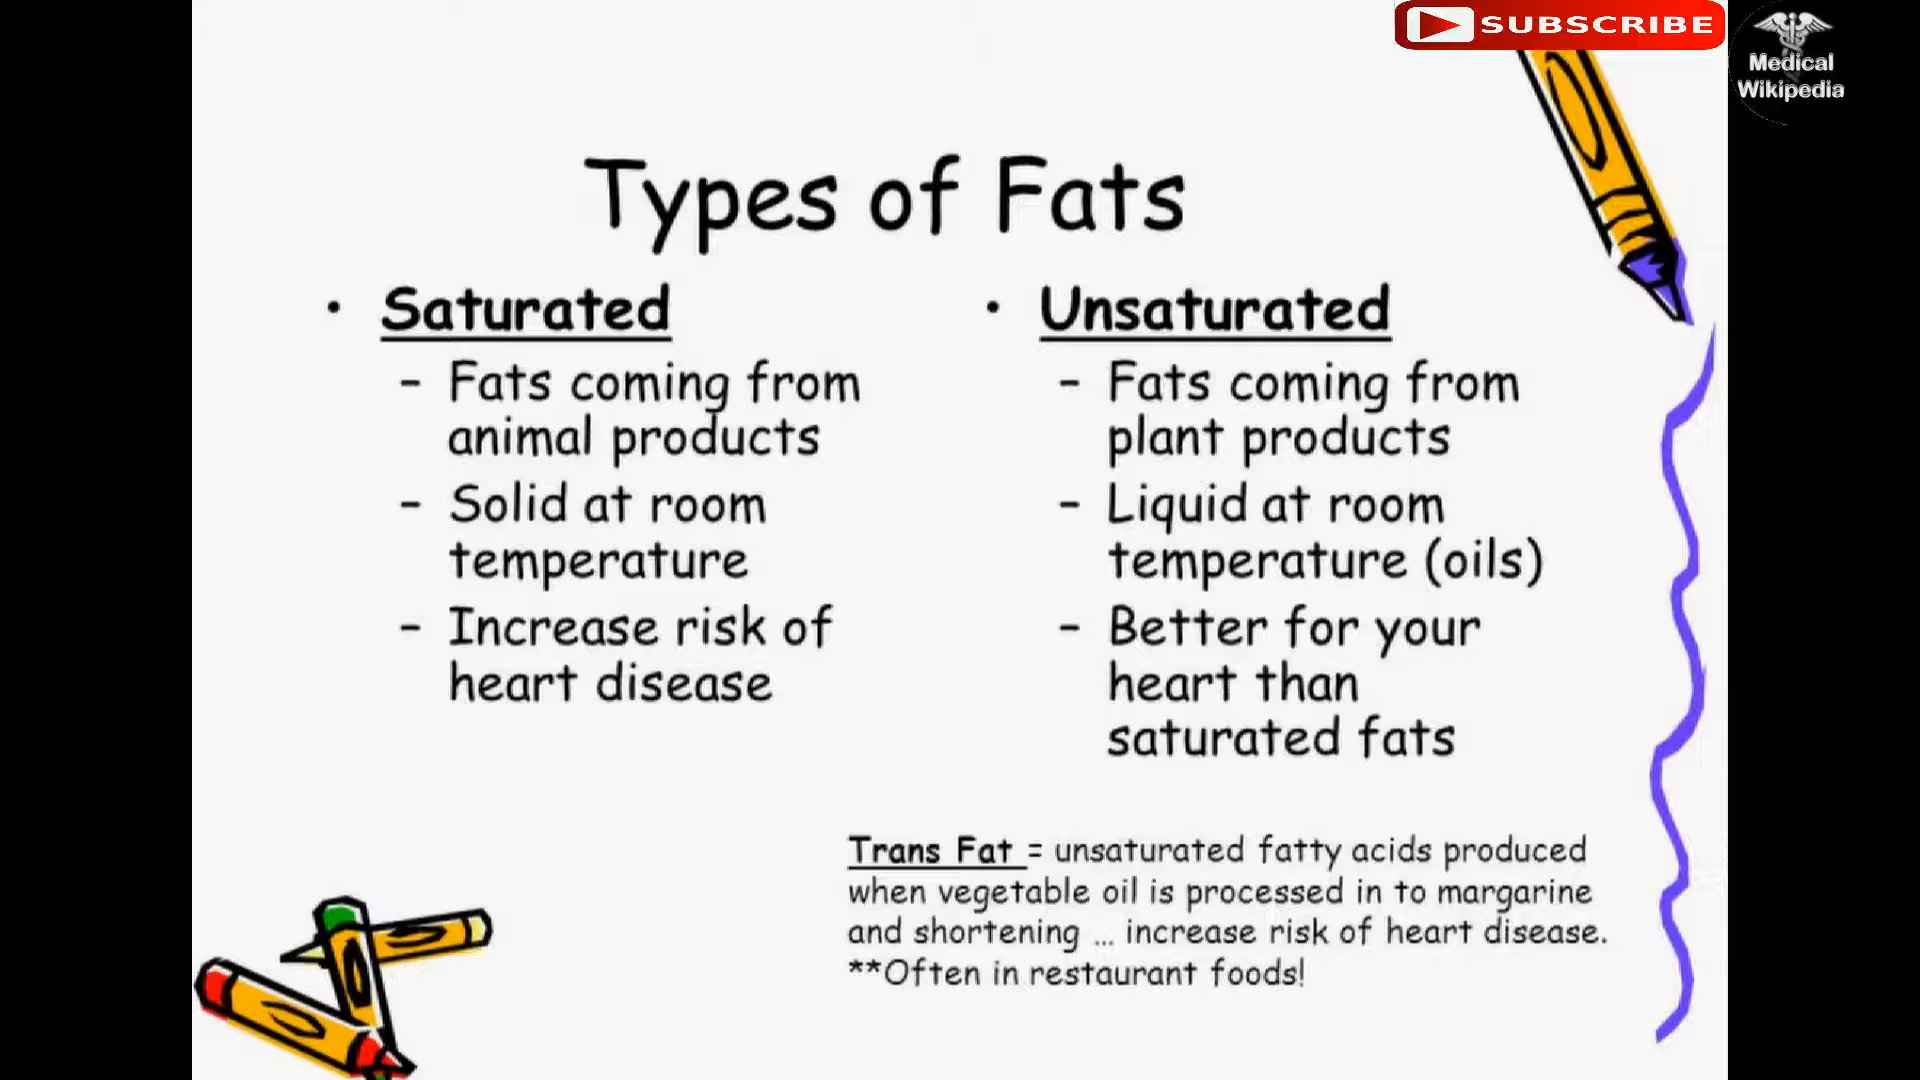 SUBSCRIBE
Medical
Wikipedia
Types of Fats
• Saturated
– Fats coming from
animal products
– Solid at room
temperature
– Increase risk of
heart disease
• Unsaturated
– Fats coming from
plant products
– Liquid at room
temperature (oils)
– Better for your
heart than
saturated fats
Trans Fat = unsaturated fatty acids produced
when vegetable oil is processed in to margarine
and shortening … increase risk of heart disease.
**Often in restaurant foods!